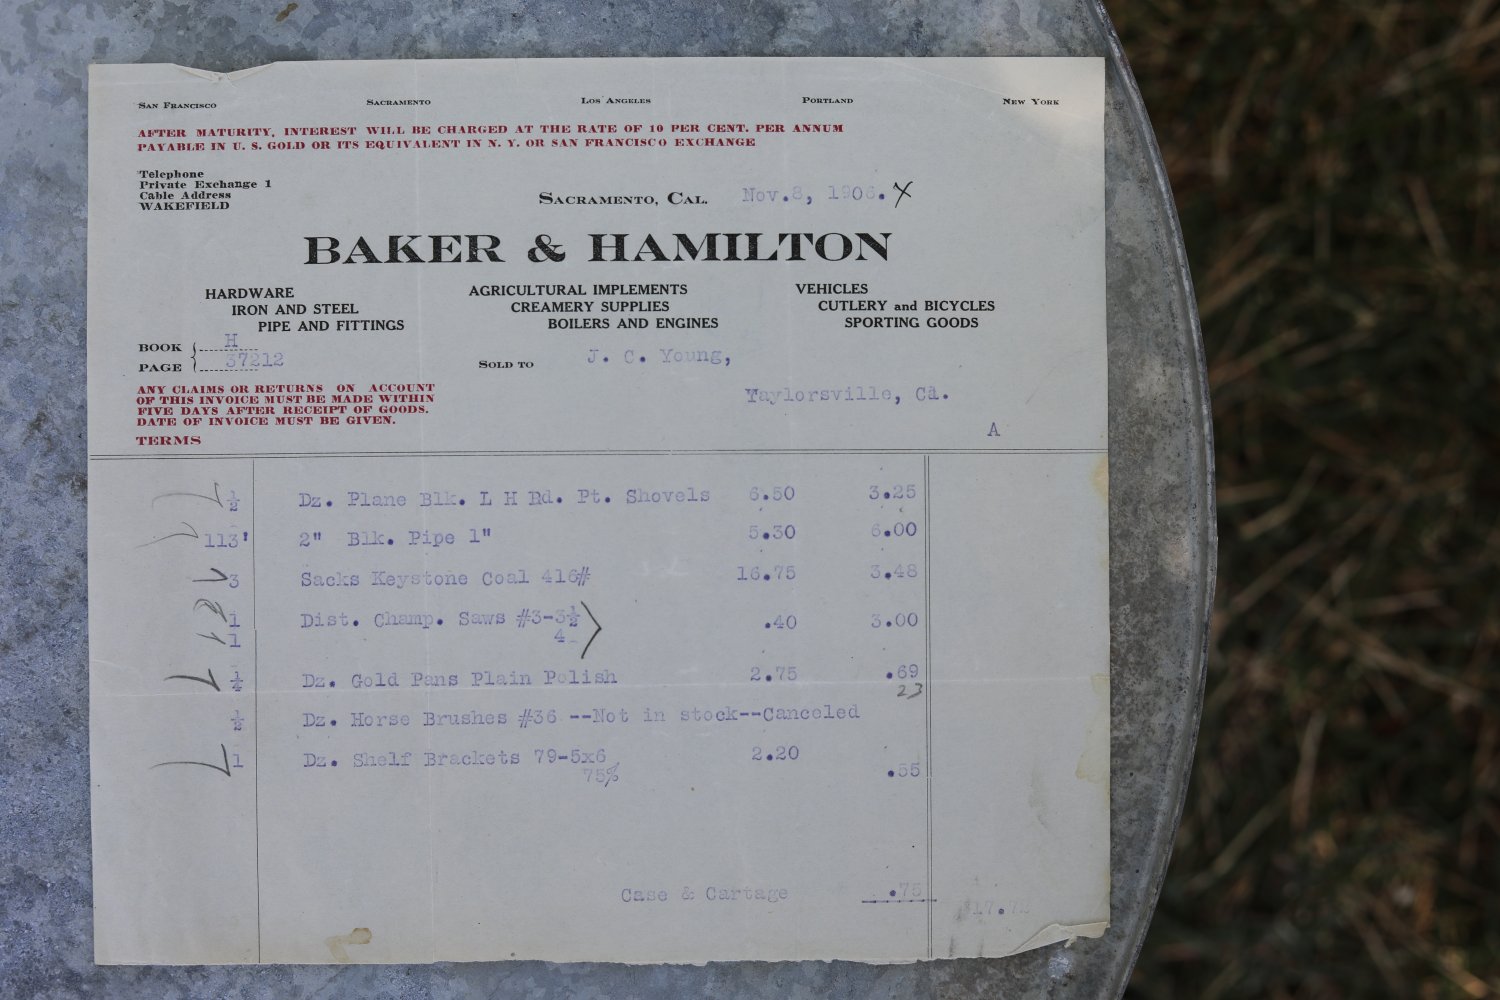 San Francisco Sacramento Los Angeles Portland New York
AFTER MATURITY, INTEREST WILL BE CHARGED AT THE RATE OF 10 PER CENT. PER ANNUM
PAYABLE IN U. S. GOLD OR ITS EQUIVALENT IN N. Y. OR SAN FRANCISCO EXCHANGE
Telephone
Private Exchange 1
Cable Address
WAKEFIELD
Sacramento, Cal. Nov.8, 1906.
BAKER & HAMILTON
HARDWARE AGRICULTURAL IMPLEMENTS VEHICLES
IRON AND STEEL CREAMERY SUPPLIES CUTLERY and BICYCLES
PIPE AND FITTINGS BOILERS AND ENGINES SPORTING GOODS
BOOK H
PAGE 37212
Sold to J. C. Young,
Taylorsville, Cal.
ANY CLAIMS OR RETURNS ON ACCOUNT
OF THIS INVOICE MUST BE MADE WITHIN
FIVE DAYS AFTER RECEIPT OF GOODS.
DATE OF INVOICE MUST BE GIVEN.
TERMS
A
½ Dz. Plane Blk. L H Rd. Pt. Shovels 6.50 3.25
113' 2" Blk. Pipe 1" 5.30 6.00
3 Sacks Keystone Coal 416# 16.75 3.48
1 Dist. Champ. Saws #3-3½ .40 3.00
1 4
¼ Dz. Gold Pans Plain Polish 2.75 .69
23
½ Dz. Horse Brushes #36 --Not in stock--Canceled
1 Dz. Shelf Brackets 79-5x6 2.20
75% .55
Case & Cartage .75
17.72